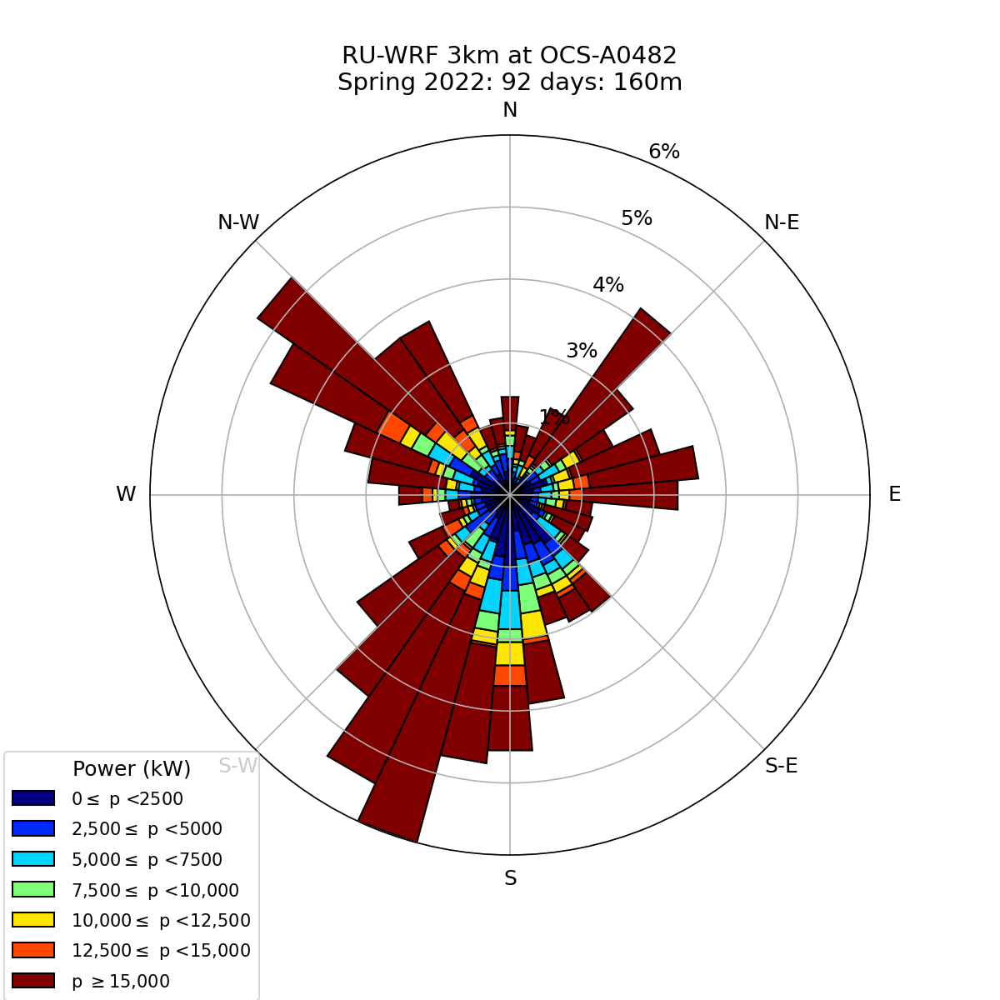 RU-WRF 3km at OCS-A0482
Spring 2022: 92 days: 160m
N
6%
N-W
5%
N-E
4%
3%
1%
W
E
S-W
S-E
S
Power (kW)
0≤ p <2500
2,500≤ p <5000
5,000≤ p <7500
7,500≤ p <10,000
10,000≤ p <12,500
12,500≤ p <15,000
p ≥15,000